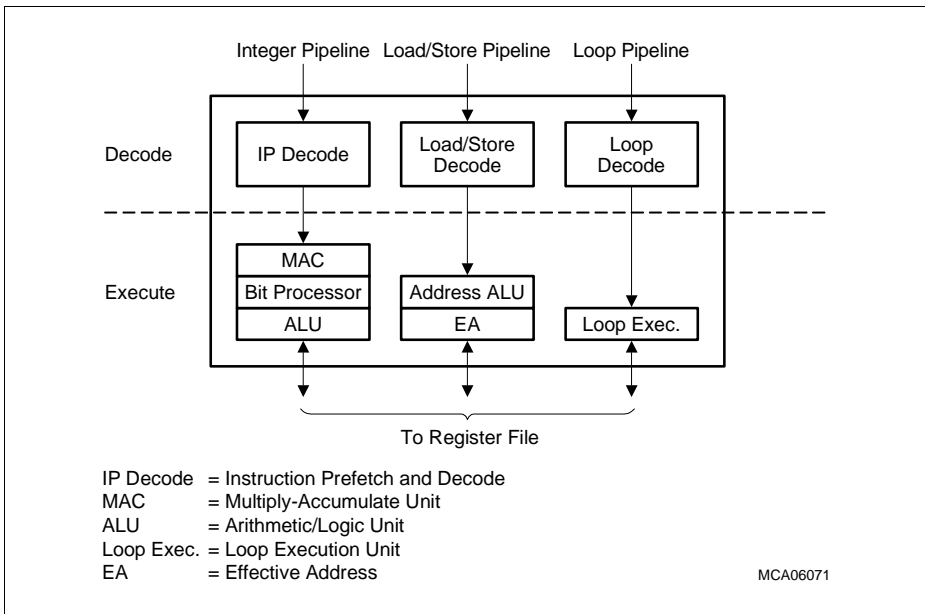 Integer Pipeline Load/Store Pipeline Loop Pipeline
Decode
IP Decode
Load/Store
Decode
Loop
Decode
Execute
MAC
Bit Processor
ALU
Address ALU
EA
Loop Exec.
To Register File
IP Decode = Instruction Prefetch and Decode
MAC = Multiply-Accumulate Unit
ALU = Arithmetic/Logic Unit
Loop Exec. = Loop Execution Unit
EA = Effective Address
MCA06071